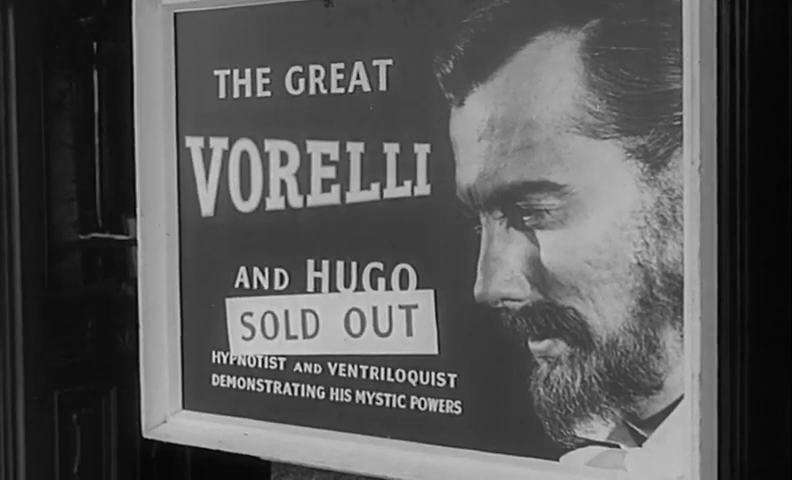 THE GREAT
VORELLI
AND HUGO
SOLD OUT
HYPNOTIST AND VENTRILOQUIST
DEMONSTRATING HIS MYSTIC POWERS